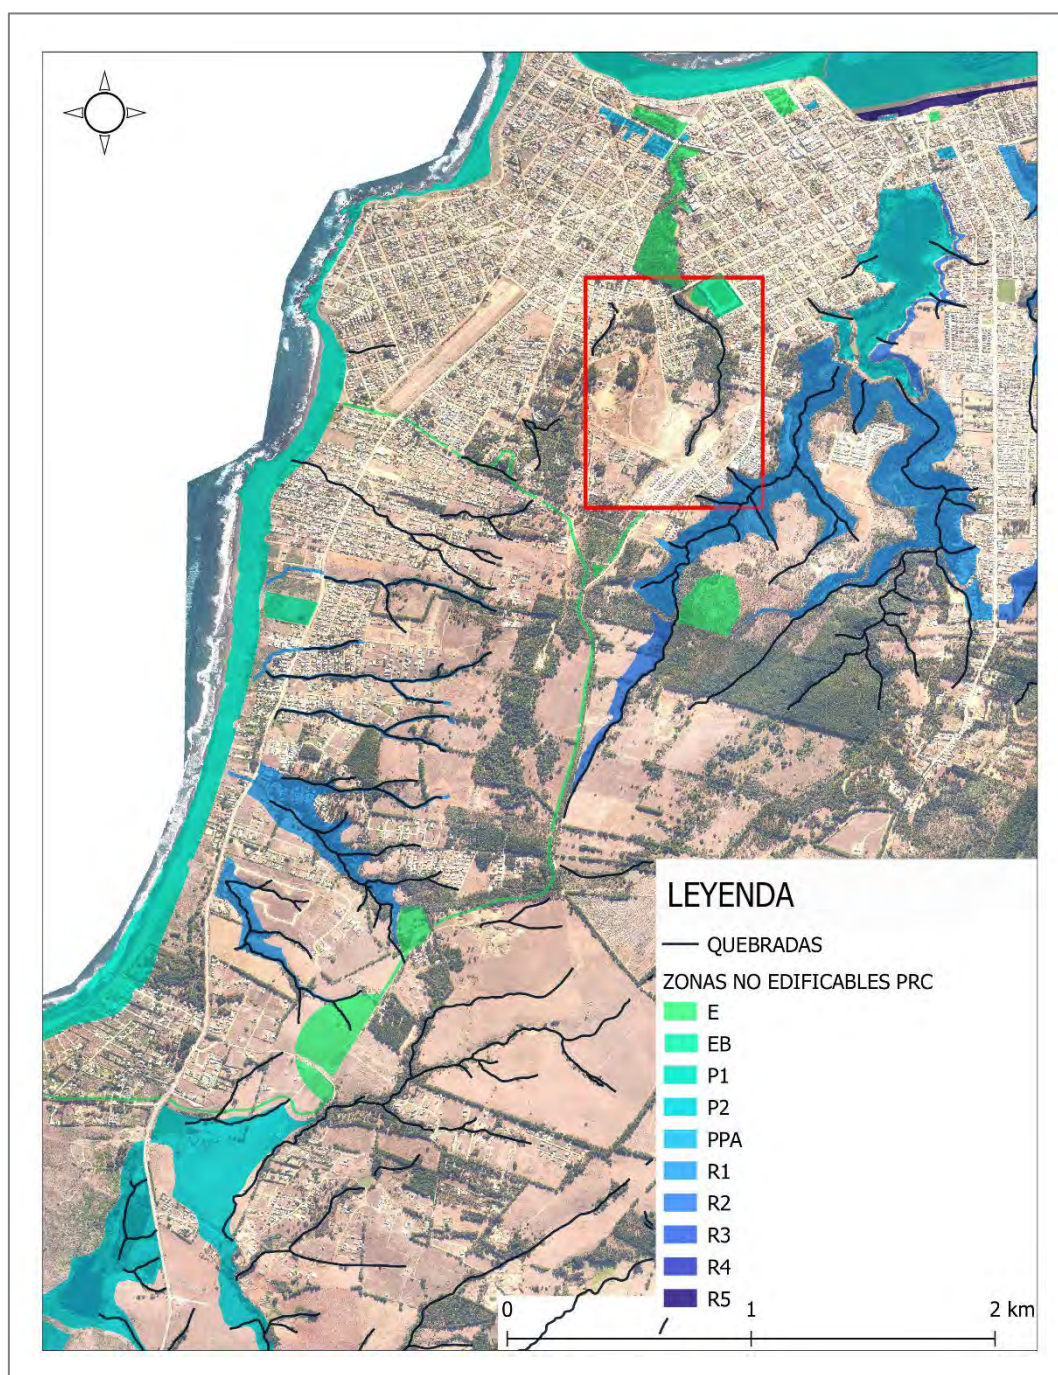 LEYENDA
QUEBRADAS
ZONAS NO EDIFICABLES PRC
E
EB
P1
P2
PPA
R1
R2
R3
R4
R5
0 1 2 km